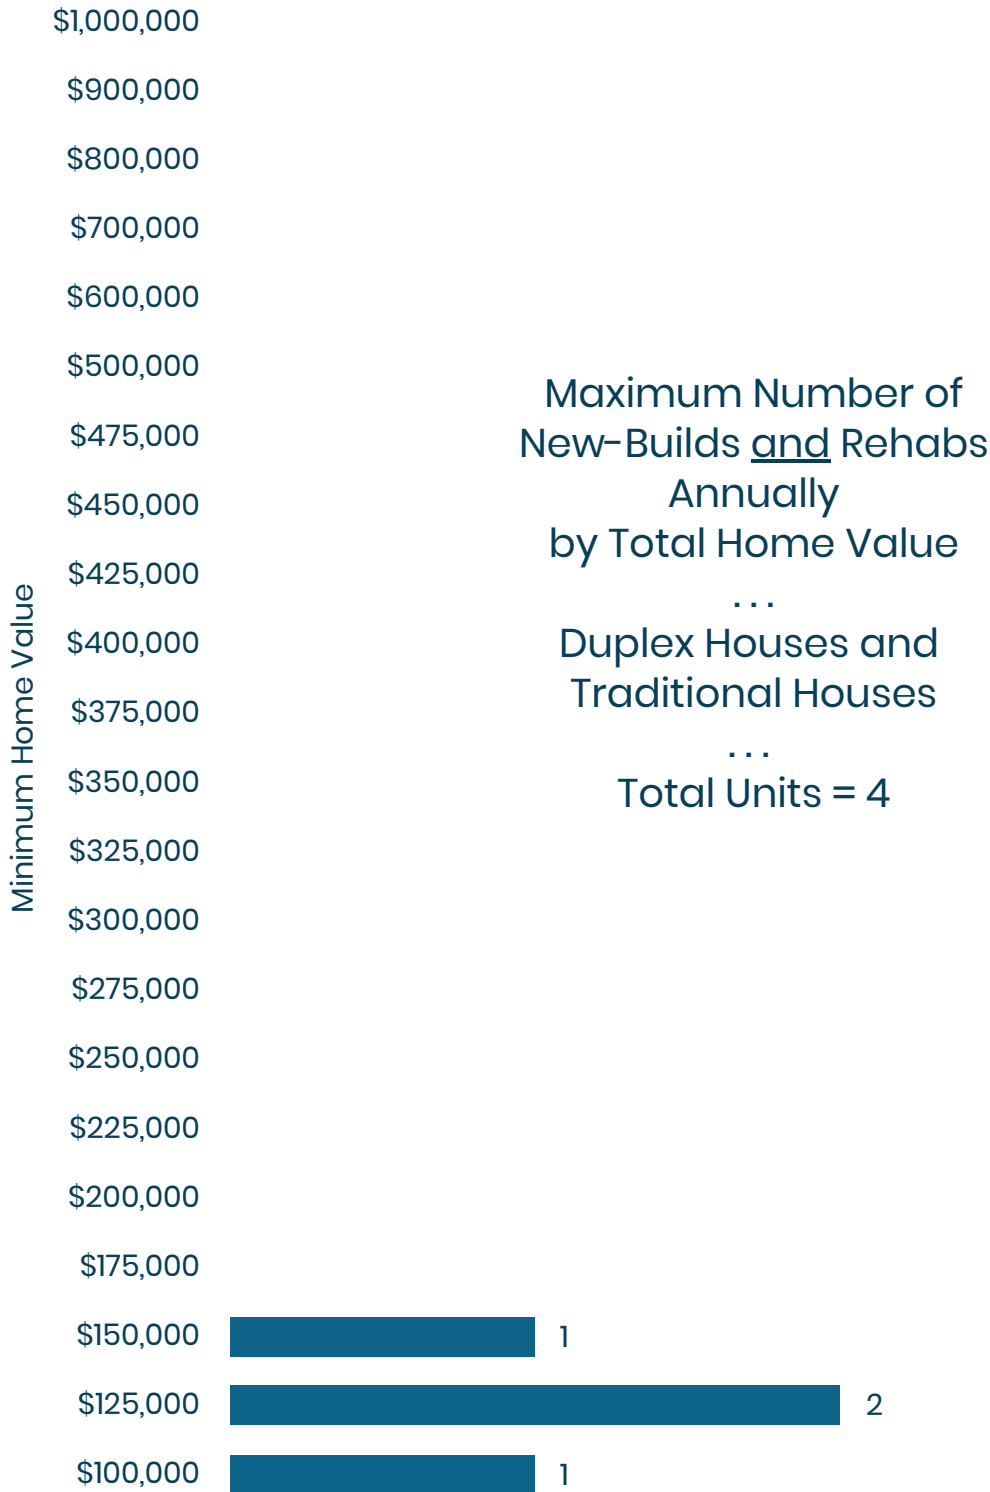 $1,000,000
$900,000
$800,000
$700,000
$600,000
$500,000
$475,000
$450,000
$425,000
$400,000
$375,000
$350,000
$325,000
$300,000
$275,000
$250,000
$225,000
$200,000
$175,000
$150,000 1
$125,000 2
$100,000 1
Minimum Home Value
Maximum Number of
New-Builds and Rehabs
Annually
by Total Home Value
. . .
Duplex Houses and
Traditional Houses
. . .
Total Units = 4